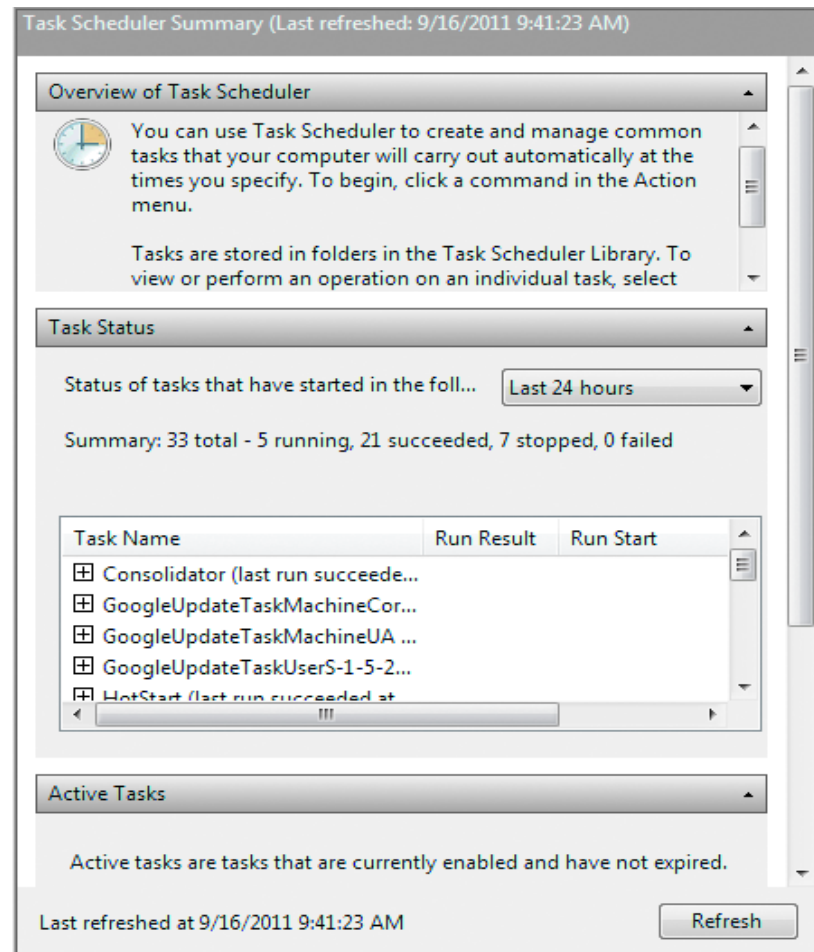 Task Scheduler Summary (Last refreshed: 9/16/2011 9:41:23 AM)
Overview of Task Scheduler
You can use Task Scheduler to create and manage common
tasks that your computer will carry out automatically at the
times you specify. To begin, click a command in the Action
menu.
Tasks are stored in folders in the Task Scheduler Library. To
view or perform an operation on an individual task, select
Task Status
Status of tasks that have started in the foll... Last 24 hours
Summary: 33 total - 5 running, 21 succeeded, 7 stopped, 0 failed
Task Name Run Result Run Start
Consolidator (last run succeede...
GoogleUpdateTaskMachineCor...
GoogleUpdateTaskMachineUA ...
GoogleUpdateTaskUserS-1-5-2...
HotStart (last run succeeded at
Active Tasks
Active tasks are tasks that are currently enabled and have not expired.
Last refreshed at 9/16/2011 9:41:23 AM Refresh